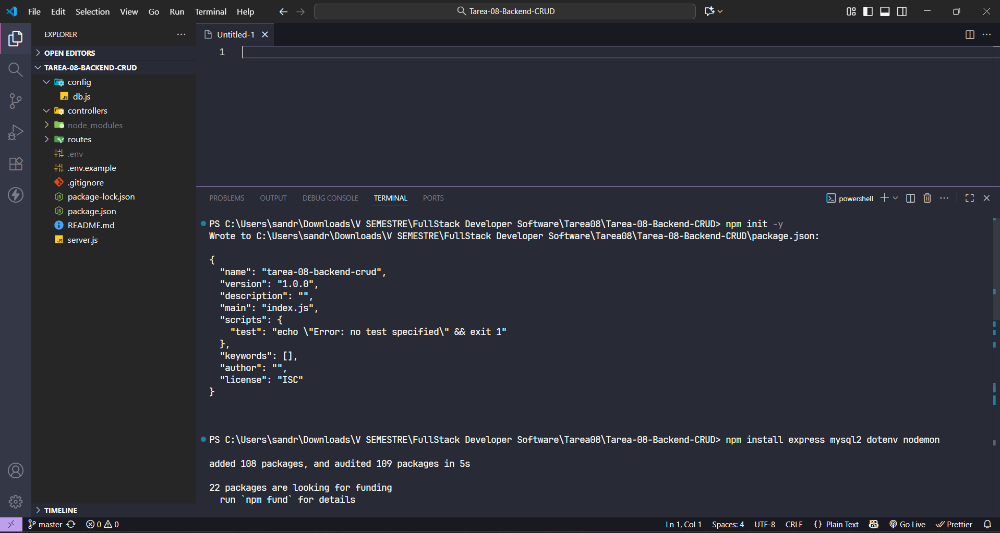 File Edit Selection View Go Run Terminal Help
Tarea-08-Backend-CRUD
EXPLORER
OPEN EDITORS
TAREA-08-BACKEND-CRUD
config
db.js
controllers
node_modules
routes
.env
.env.example
.gitignore
package-lock.json
package.json
README.md
server.js
TIMELINE
Untitled-1
1
PROBLEMS OUTPUT DEBUG CONSOLE TERMINAL PORTS
powershell
PS C:\Users\sandr\Downloads\V SEMESTRE\FullStack Developer Software\Tarea08\Tarea-08-Backend-CRUD> npm init -y
Wrote to C:\Users\sandr\Downloads\V SEMESTRE\FullStack Developer Software\Tarea08\Tarea-08-Backend-CRUD\package.json:
{
"name": "tarea-08-backend-crud",
"version": "1.0.0",
"description": "",
"main": "index.js",
"scripts": {
"test": "echo \"Error: no test specified\" && exit 1"
},
"keywords": [],
"author": "",
"license": "ISC"
}
PS C:\Users\sandr\Downloads\V SEMESTRE\FullStack Developer Software\Tarea08\Tarea-08-Backend-CRUD> npm install express mysql2 dotenv nodemon
added 108 packages, and audited 109 packages in 5s
22 packages are looking for funding
run `npm fund` for details
master 0 0 Ln 1, Col 1 Spaces: 4 UTF-8 CRLF {} Plain Text Go Live Prettier